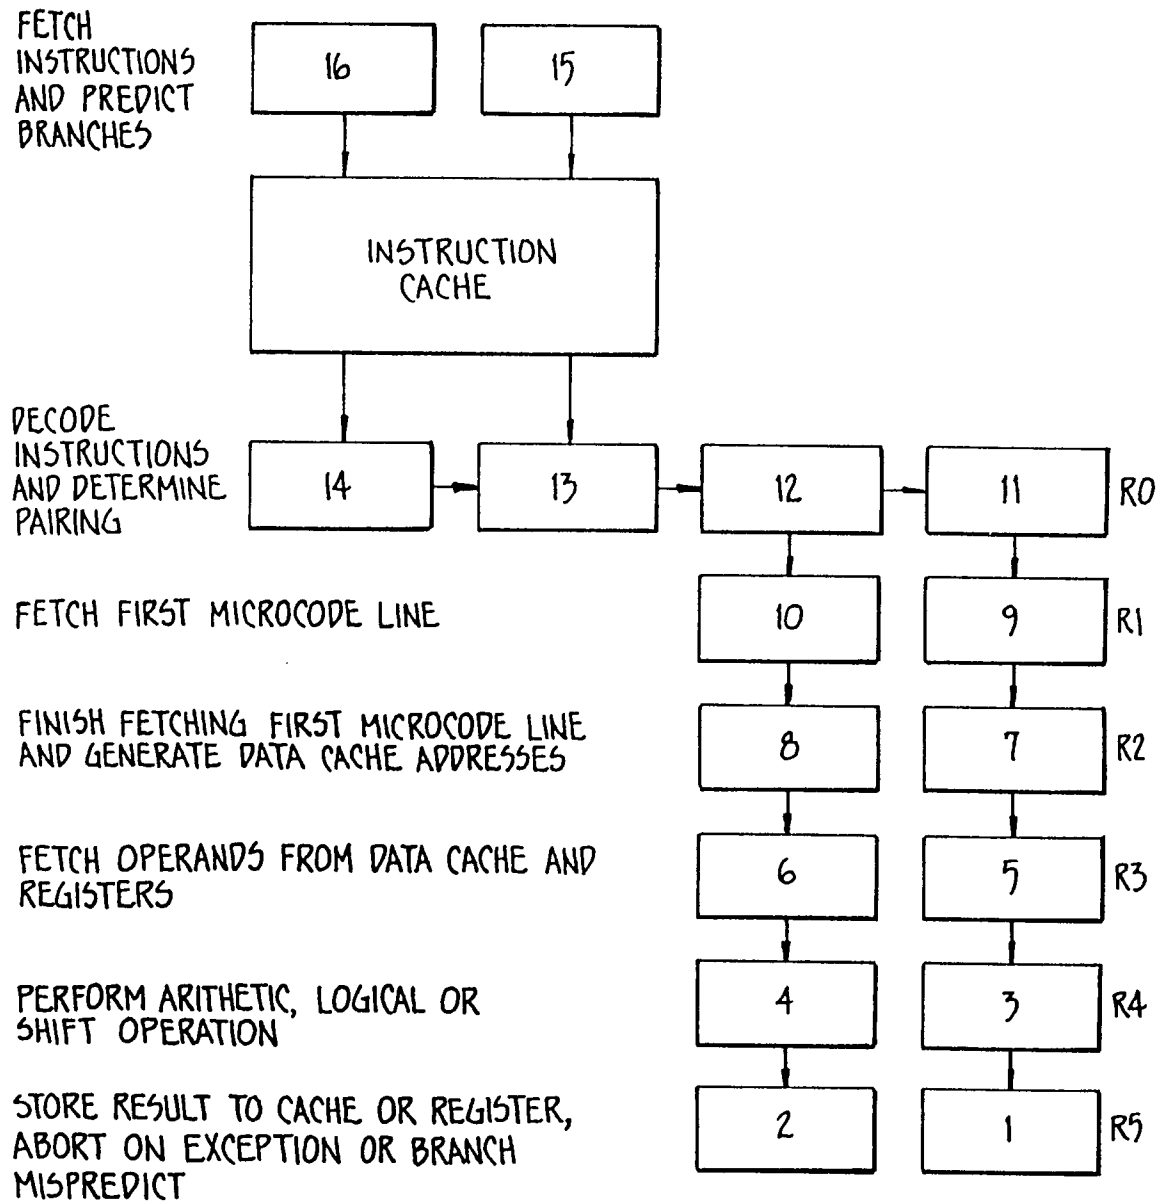 FETCH
INSTRUCTIONS
AND PREDICT
BRANCHES
16
15
INSTRUCTION
CACHE
DECODE
INSTRUCTIONS
AND DETERMINE
PAIRING
14
13
12
11
R0
FETCH FIRST MICROCODE LINE
10
9
R1
FINISH FETCHING FIRST MICROCODE LINE
AND GENERATE DATA CACHE ADDRESSES
8
7
R2
FETCH OPERANDS FROM DATA CACHE AND
REGISTERS
6
5
R3
PERFORM ARITHETIC, LOGICAL OR
SHIFT OPERATION
4
3
R4
STORE RESULT TO CACHE OR REGISTER,
ABORT ON EXCEPTION OR BRANCH
MISPREDICT
2
1
R5